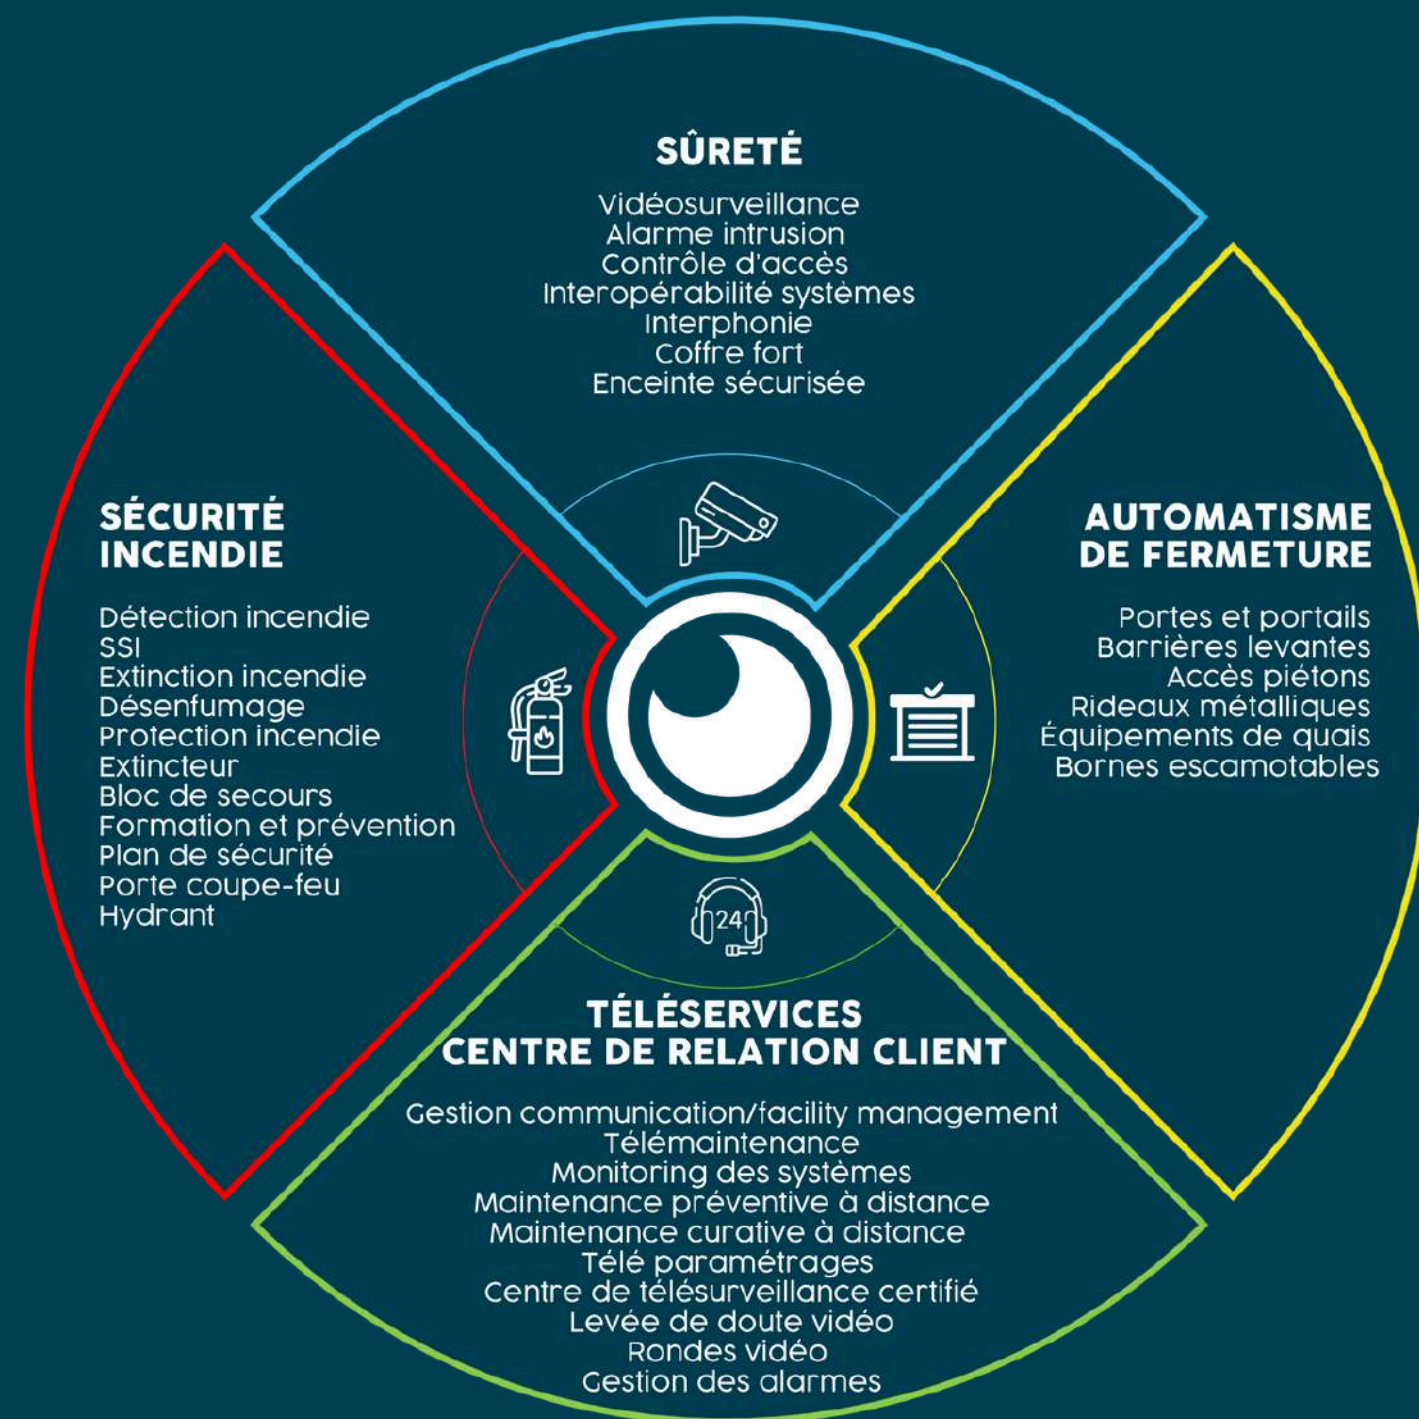 SÛRETÉ
Vidéosurveillance
Alarme intrusion
Contrôle d'accès
Interopérabilité systèmes
Interphonie
Coffre fort
Enceinte sécurisée
SÉCURITÉ
INCENDIE
Détection incendie
SSI
Extinction incendie
Désenfumage
Protection incendie
Extincteur
Bloc de secours
Formation et prévention
Plan de sécurité
Porte coupe-feu
Hydrant
AUTOMATISME
DE FERMETURE
Portes et portails
Barrières levantes
Accès piétons
Rideaux métalliques
Équipements de quais
Bornes escamotables
24
TÉLÉSERVICES
CENTRE DE RELATION CLIENT
Gestion communication/facility management
Télémaintenance
Monitoring des systèmes
Maintenance préventive à distance
Maintenance curative à distance
Télé paramétrages
Centre de télésurveillance certifié
Levée de doute vidéo
Rondes vidéo
Gestion des alarmes